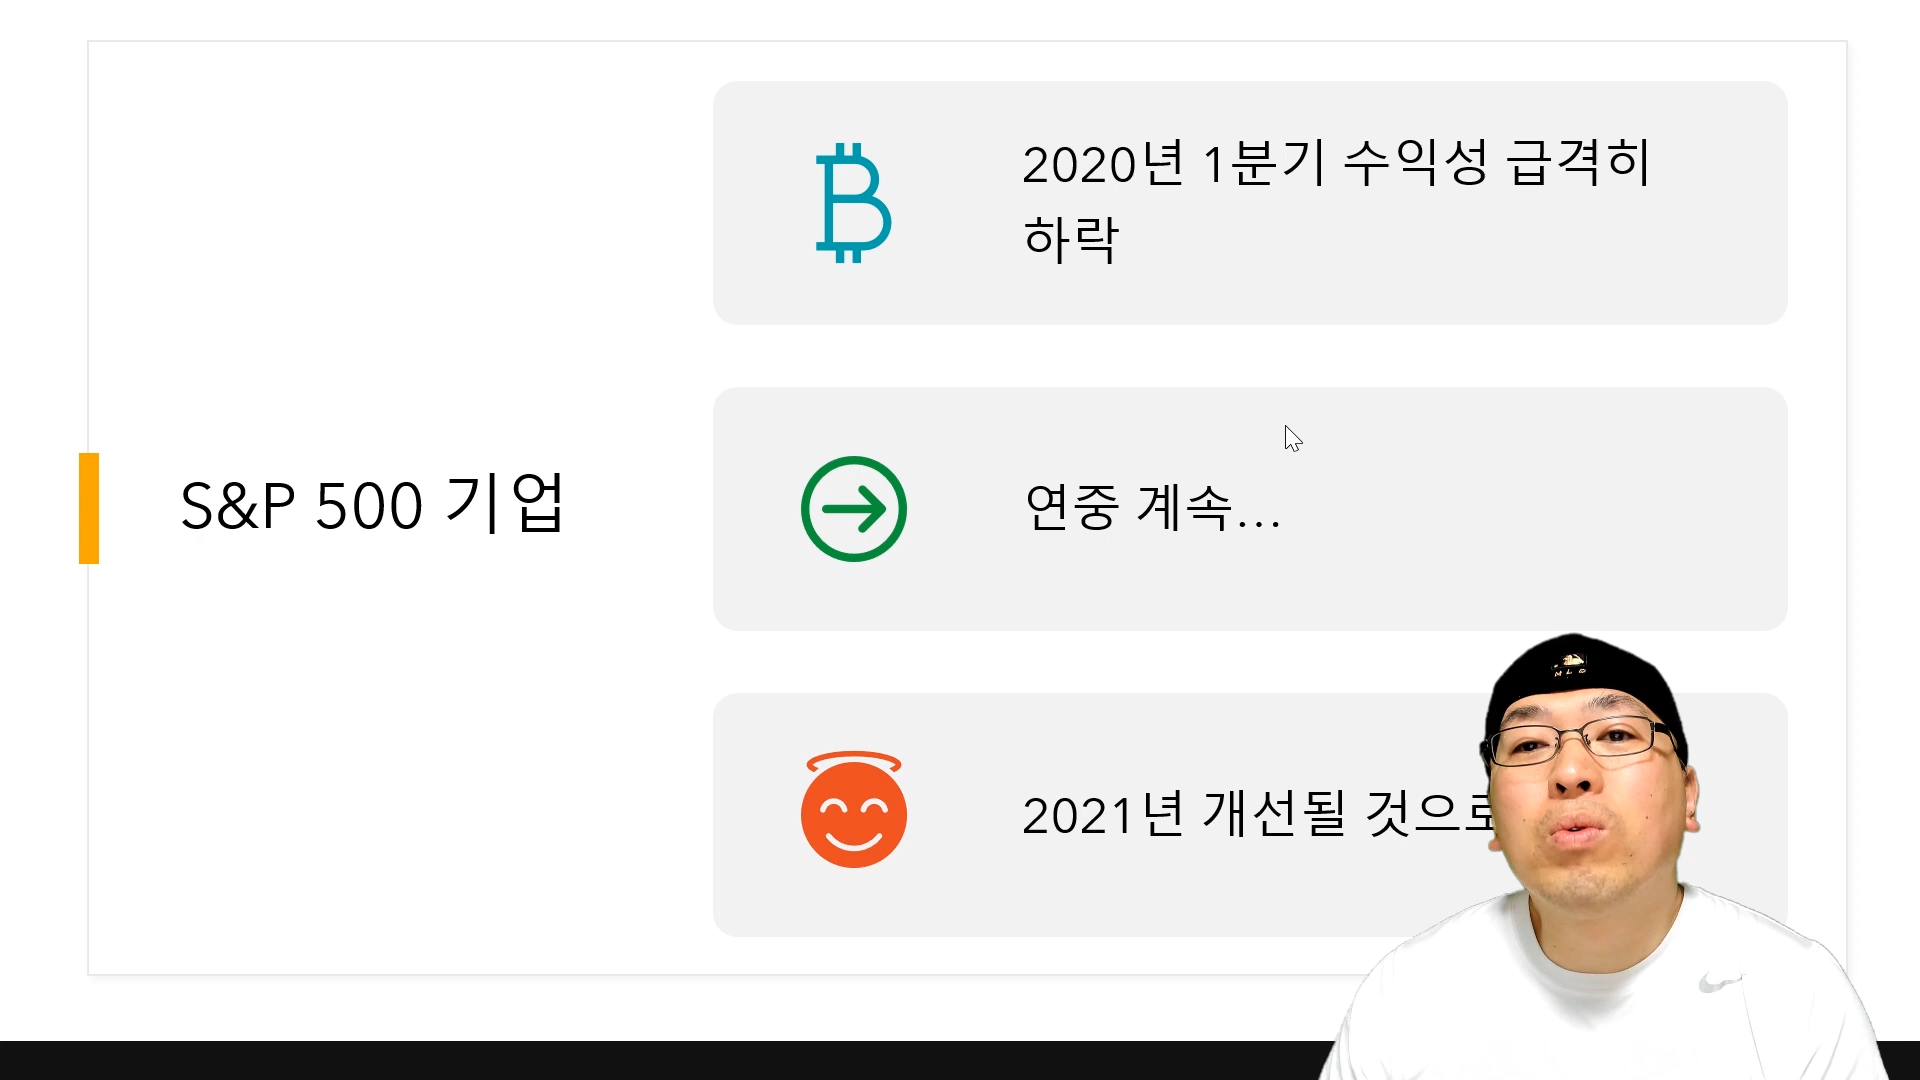 S&P 500 기업
2020년 1분기 수익성 급격히
하락
연중 계속...
2021년 개선될 것으로